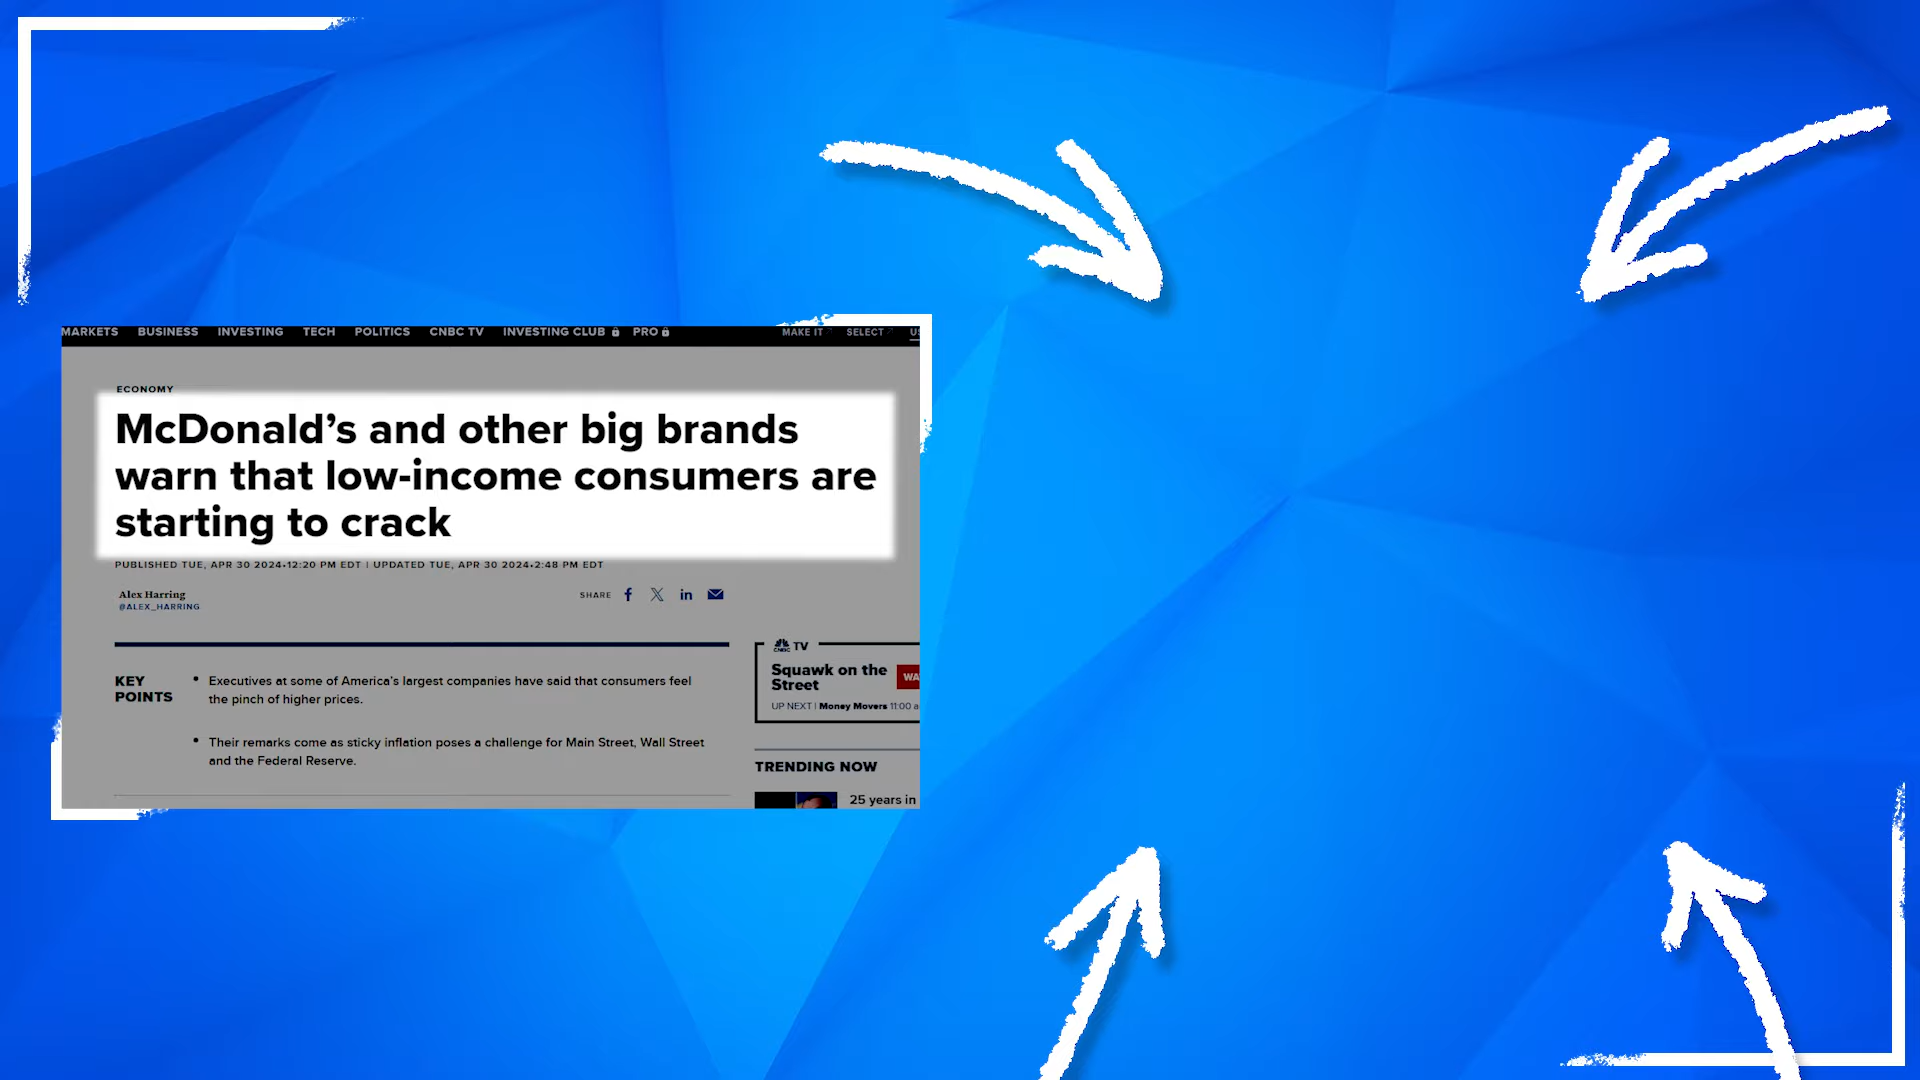 MARKETS BUSINESS INVESTING TECH POLITICS CNBC TV INVESTING CLUB PRO MAKE IT SELECT
ECONOMY
McDonald’s and other big brands
warn that low-income consumers are
starting to crack
PUBLISHED TUE, APR 30 2024•12:20 PM EDT | UPDATED TUE, APR 30 2024•2:48 PM EDT
Alex Harring
@ALEX_HARRING
SHARE
KEY
POINTS
Executives at some of America’s largest companies have said that consumers feel
the pinch of higher prices.
Their remarks come as sticky inflation poses a challenge for Main Street, Wall Street
and the Federal Reserve.
CNBC TV
Squawk on the
Street
WA
UP NEXT | Money Movers 11:00 a
TRENDING NOW
25 years in